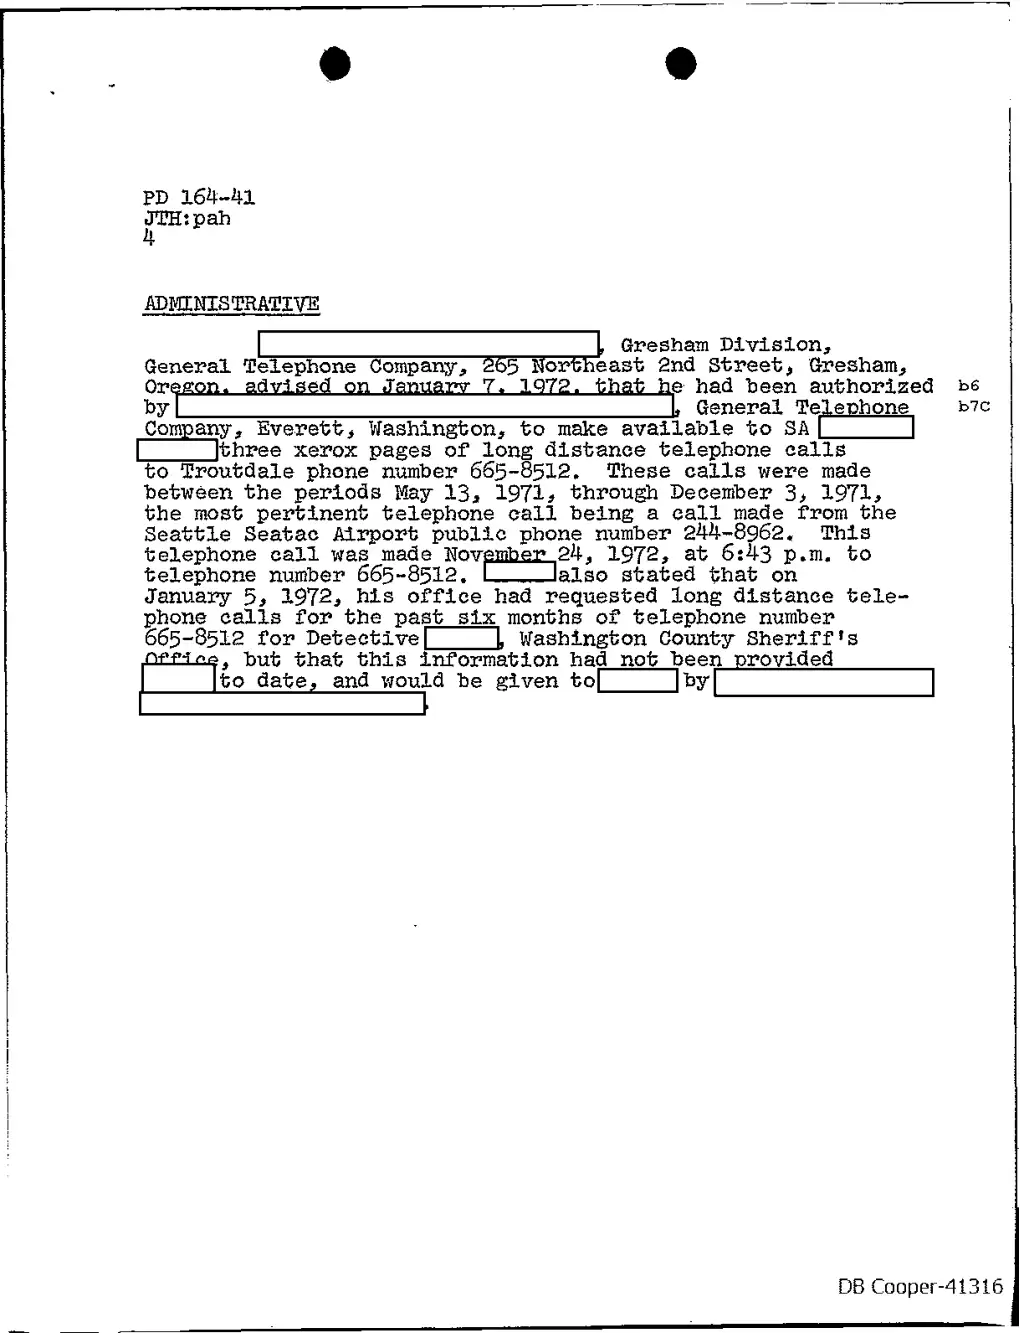 PD 164-41
JTH:pah
4
ADMINISTRATIVE
, Gresham Division,
General Telephone Company, 265 Northeast 2nd Street, Gresham,
Oregon, advised on January 7, 1972, that he had been authorized b6
by , General Telephone b7C
Company, Everett, Washington, to make available to SA
three xerox pages of long distance telephone calls
to Troutdale phone number 665-8512. These calls were made
between the periods May 13, 1971, through December 3, 1971,
the most pertinent telephone call being a call made from the
Seattle Seatac Airport public phone number 244-8962. This
telephone call was made November 24, 1972, at 6:43 p.m. to
telephone number 665-8512. also stated that on
January 5, 1972, his office had requested long distance tele-
phone calls for the past six months of telephone number
665-8512 for Detective , Washington County Sheriff's
Office, but that this information had not been provided
to date, and would be given to by
.
DB Cooper-41316